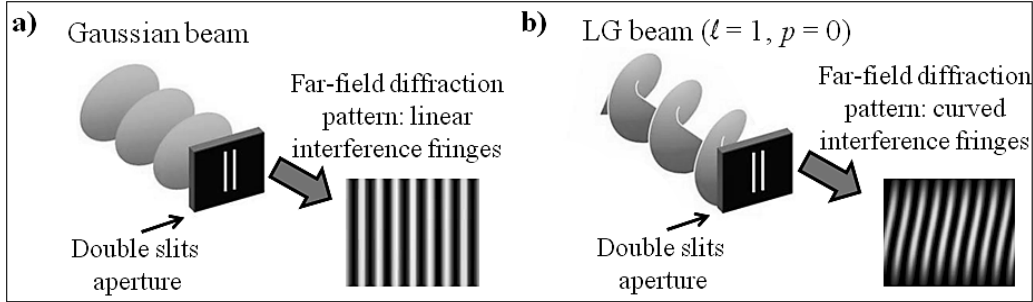 a)
Gaussian beam
Far-field diffraction
pattern: linear
interference fringes
Double slits
aperture
b)
LG beam (ℓ = 1, p = 0)
Far-field diffraction
pattern: curved
interference fringes
Double slits
aperture